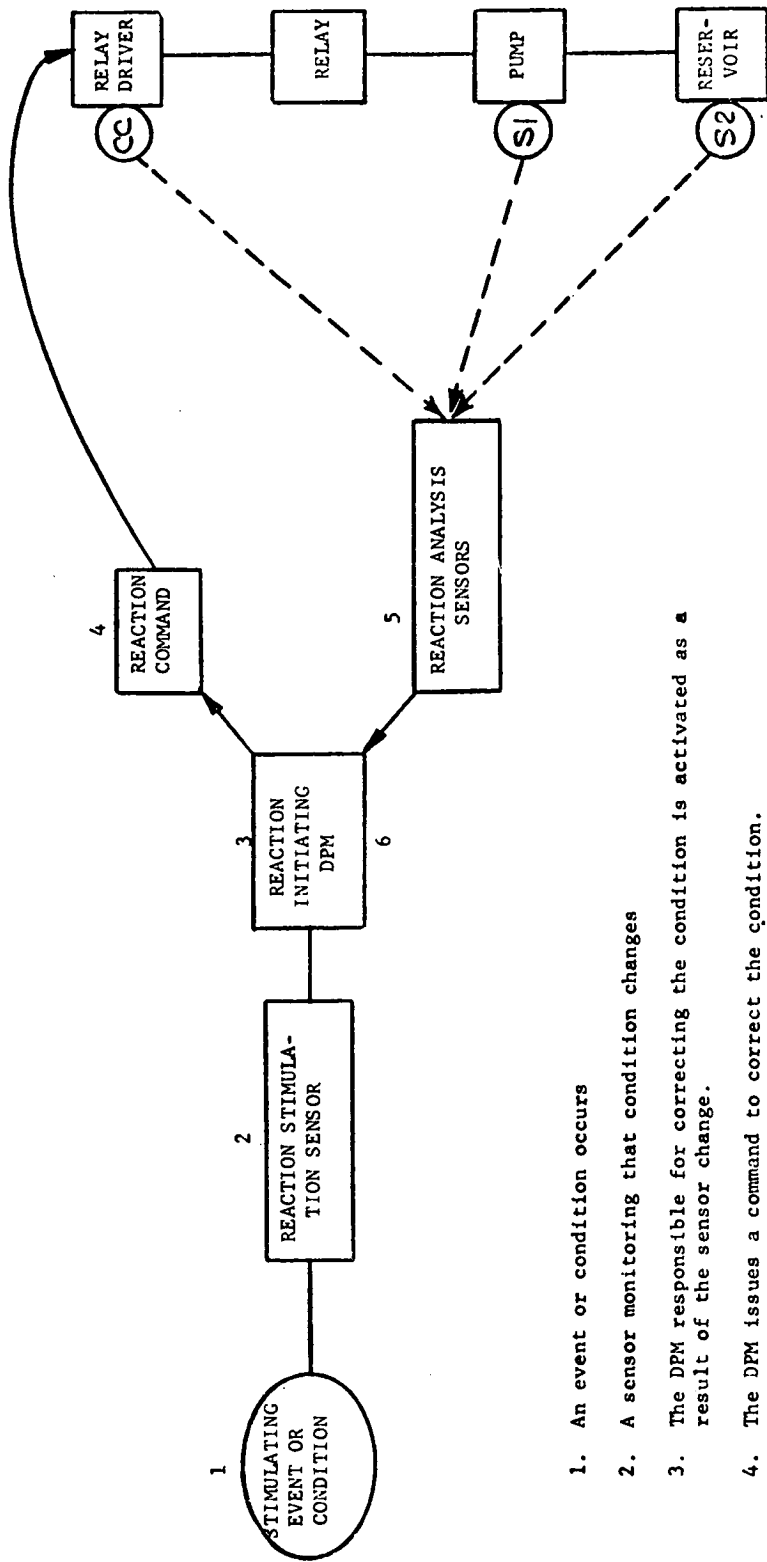 1
STIMULATING
EVENT OR
CONDITION
2
REACTION STIMULA-
TION SENSOR
3
REACTION
INITIATING
DPM
6
4
REACTION
COMMAND
5
REACTION ANALYSIS
SENSORS
RELAY
DRIVER
CC
RELAY
PUMP
S1
RESER-
VOIR
S2
1. An event or condition occurs
2. A sensor monitoring that condition changes
3. The DPM responsible for correcting the condition is activated as a
result of the sensor change.
4. The DPM issues a command to correct the condition.